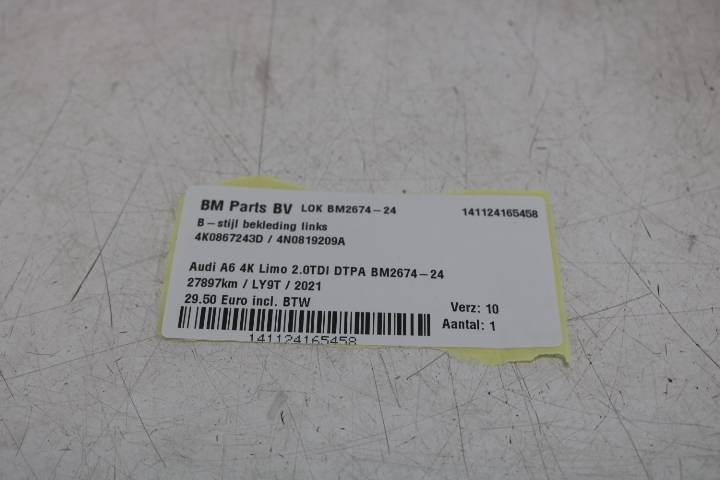 BM Parts BV LOK BM2674-24 141124165458
B-stijl bekleding links
4K0867243D / 4N0819209A
Audi A6 4K Limo 2.0TDI DTPA BM2674-24
27897km / LY9T / 2021
29.50 Euro incl. BTW Verz: 10
Aantal: 1
141124165458